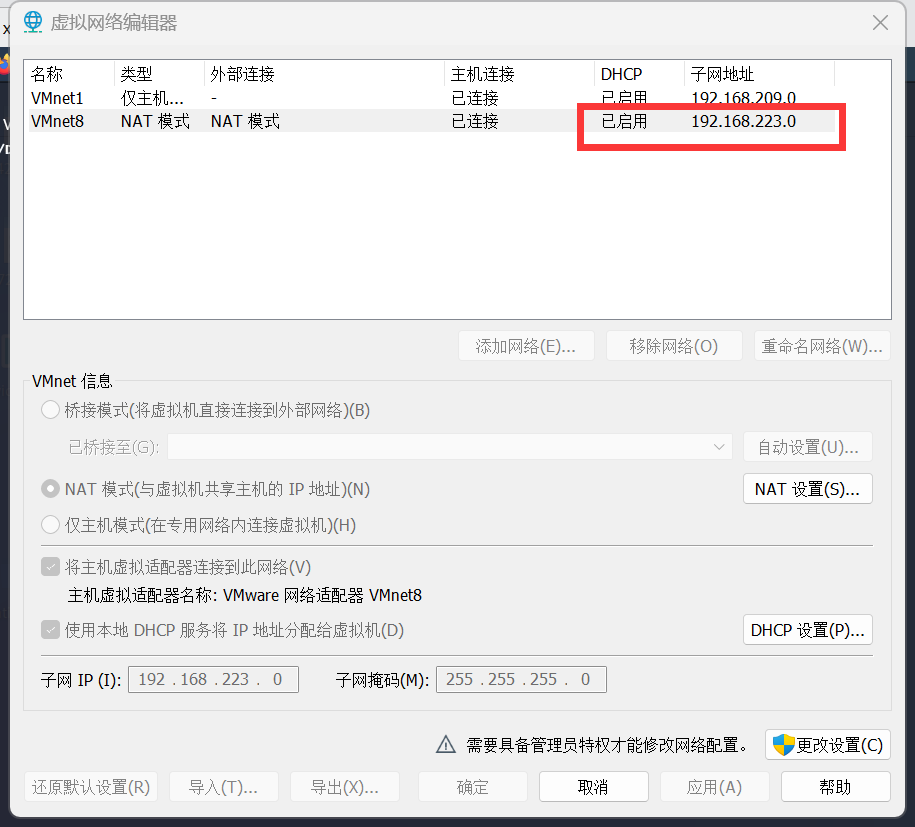 虚拟网络编辑器
名称 类型 外部连接 主机连接 DHCP 子网地址
VMnet1 仅主机... - 已连接 已启用 192.168.209.0
VMnet8 NAT 模式 NAT 模式 已连接 已启用 192.168.223.0
添加网络(E)... 移除网络(O) 重命名网络(W)...
VMnet 信息
桥接模式(将虚拟机直接连接到外部网络)(B)
已桥接至(G): 自动设置(U)...
NAT 模式(与虚拟机共享主机的 IP 地址)(N) NAT 设置(S)...
仅主机模式(在专用网络内连接虚拟机)(H)
将主机虚拟适配器连接到此网络(V)
主机虚拟适配器名称: VMware 网络适配器 VMnet8
使用本地 DHCP 服务将 IP 地址分配给虚拟机(D) DHCP 设置(P)...
子网 IP (I): 192 . 168 . 223 . 0 子网掩码(M): 255 . 255 . 255 . 0
需要具备管理员特权才能修改网络配置。 更改设置(C)
还原默认设置(R) 导入(T)... 导出(X)... 确定 取消 应用(A) 帮助